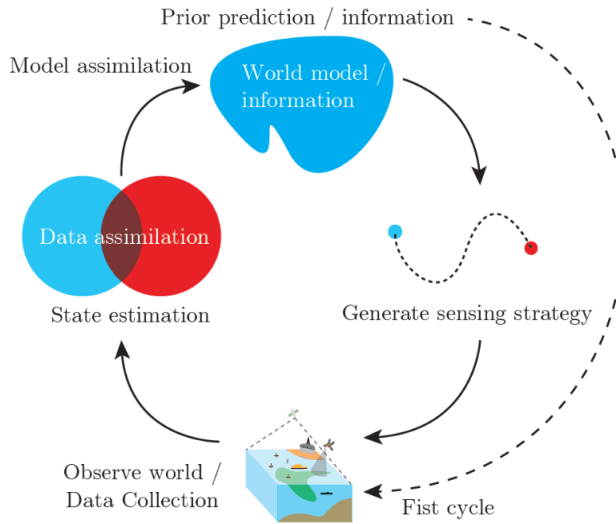 Prior prediction / information
Model assimilation
World model /
information
Data assimilation
State estimation
Generate sensing strategy
Observe world /
Data Collection
Fist cycle